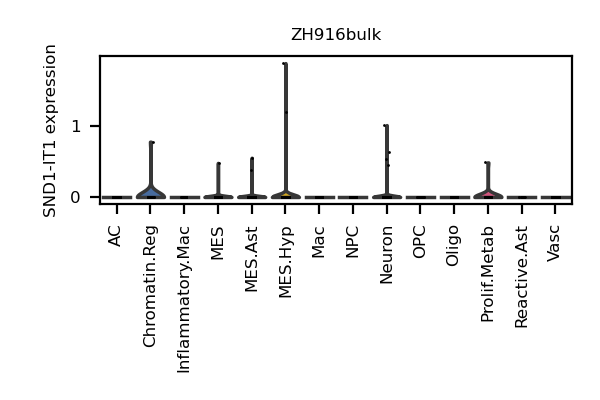 ZH916bulk
SND1-IT1 expression
1
0
AC
Chromatin.Reg
Inflammatory.Mac
MES
MES.Ast
MES.Hyp
Mac
NPC
Neuron
OPC
Oligo
Prolif.Metab
Reactive.Ast
Vasc